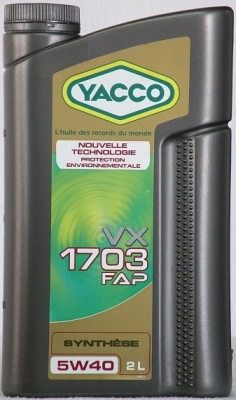 YACCO
L'huile des records du monde
NOUVELLE
TECHNOLOGIE
PROTECTION
ENVIRONNEMENTALE
VX
1703
FAP
SYNTHÈSE
5W40 2L